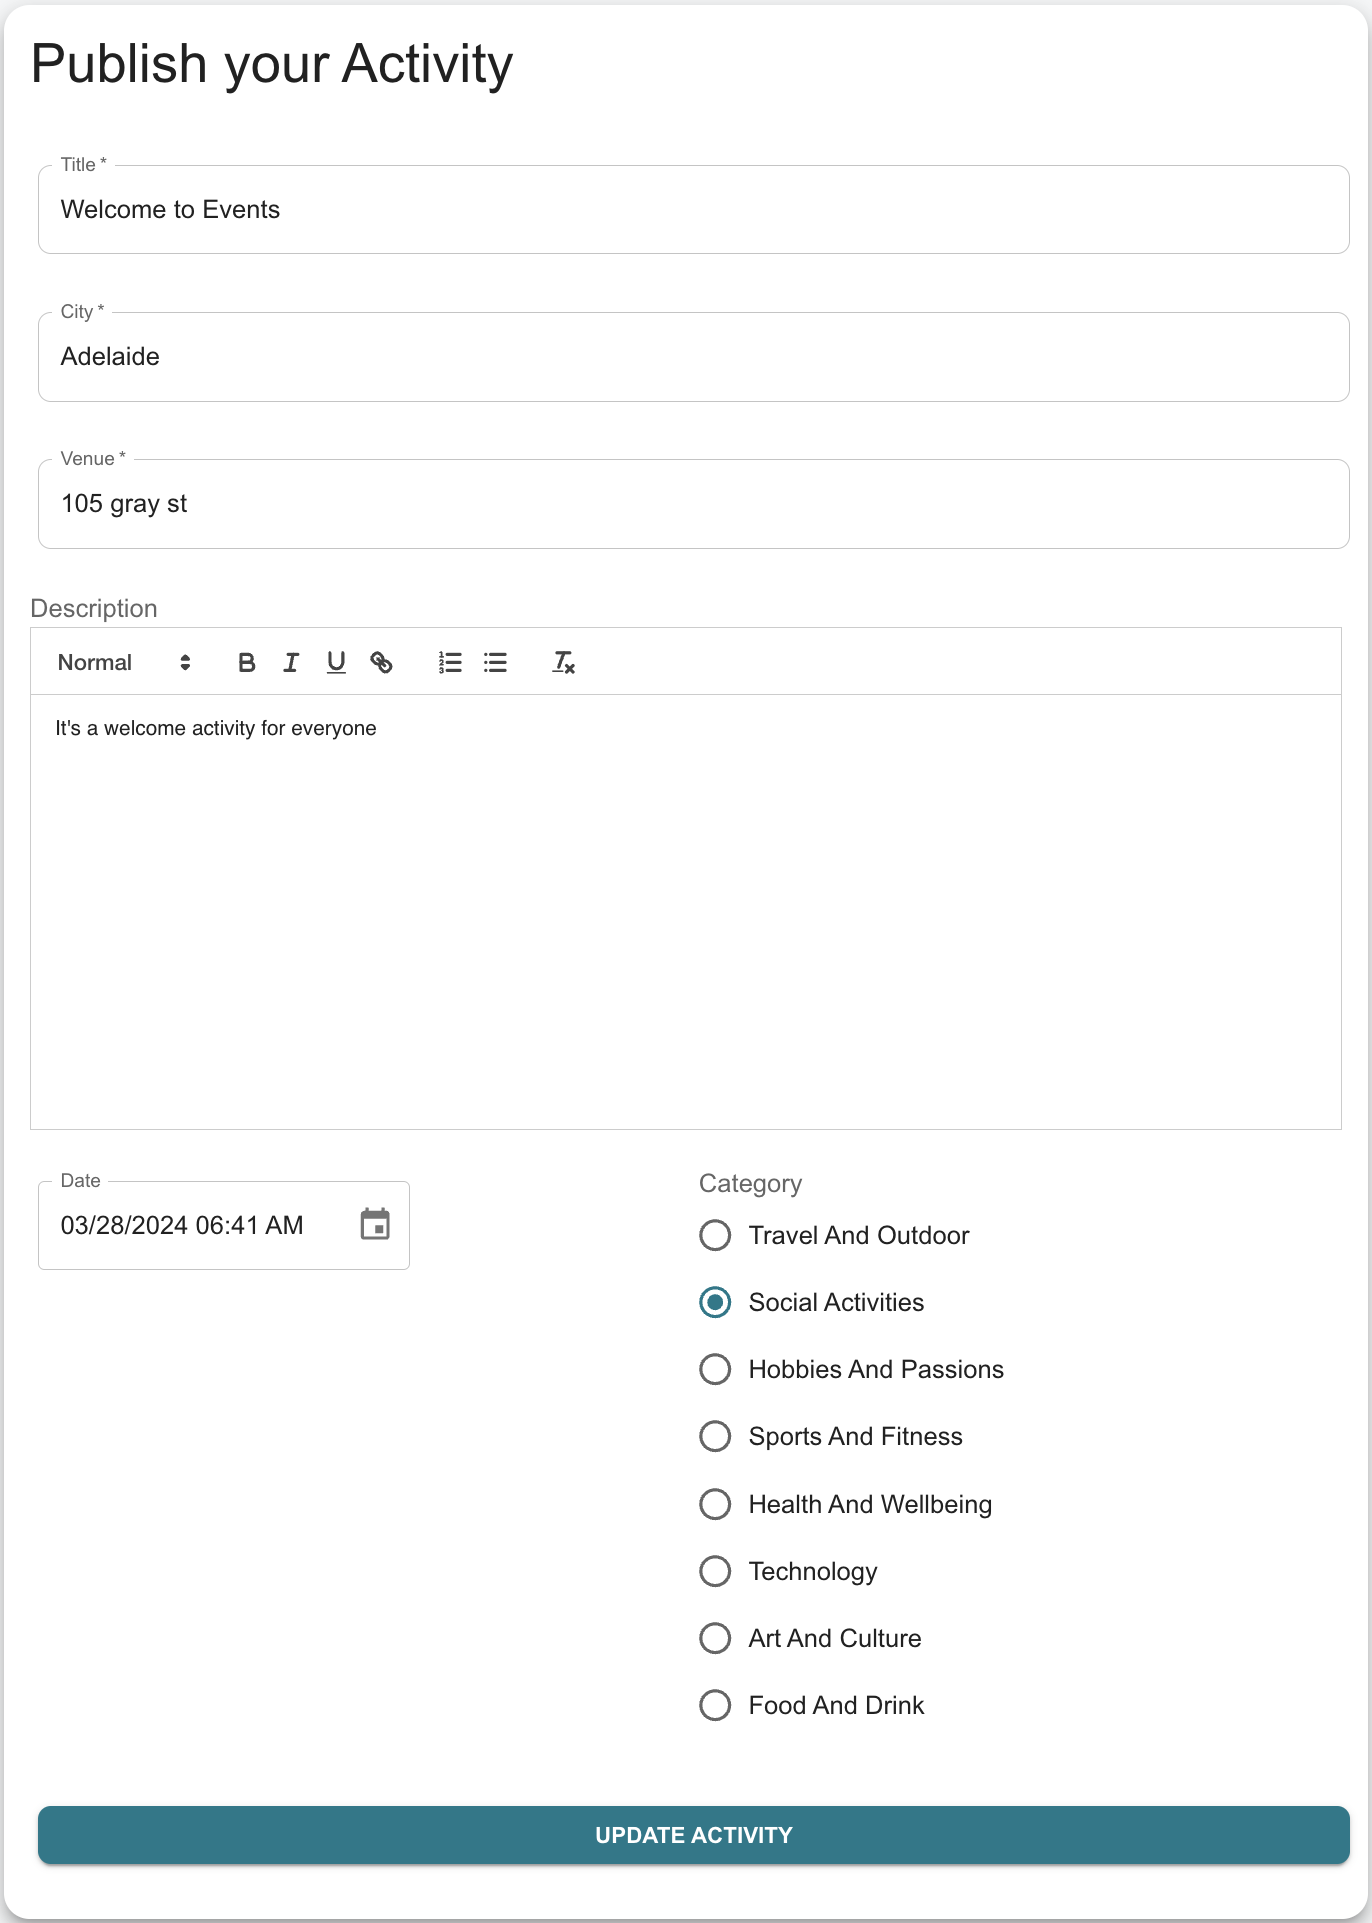 Publish your Activity
Title *
Welcome to Events
City *
Adelaide
Venue *
105 gray st
Description
Normal
It's a welcome activity for everyone
Date
03/28/2024 06:41 AM
Category
Travel And Outdoor
Social Activities
Hobbies And Passions
Sports And Fitness
Health And Wellbeing
Technology
Art And Culture
Food And Drink
UPDATE ACTIVITY